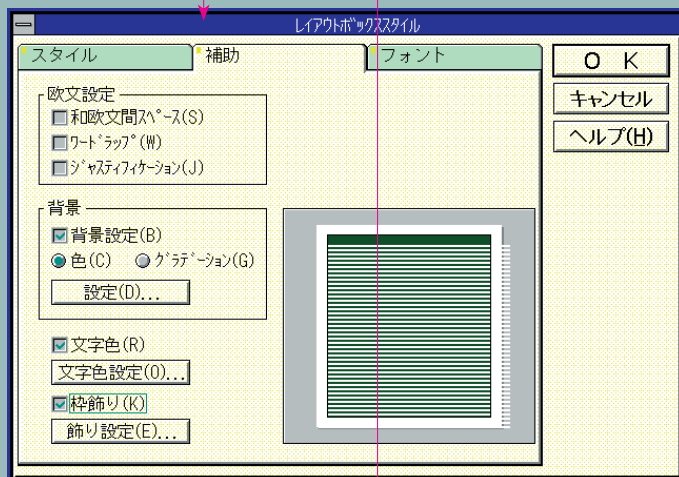 レイアウトボックススタイル
スタイル
補助
フォント
OK
キャンセル
ヘルプ(H)
欧文設定
和欧文間スペース(S)
ワードラップ(W)
ジャスティフィケーション(J)
背景
背景設定(B)
色(C) グラデーション(G)
設定(D)...
文字色(R)
文字色設定(O)...
枠飾り(K)
飾り設定(E)...